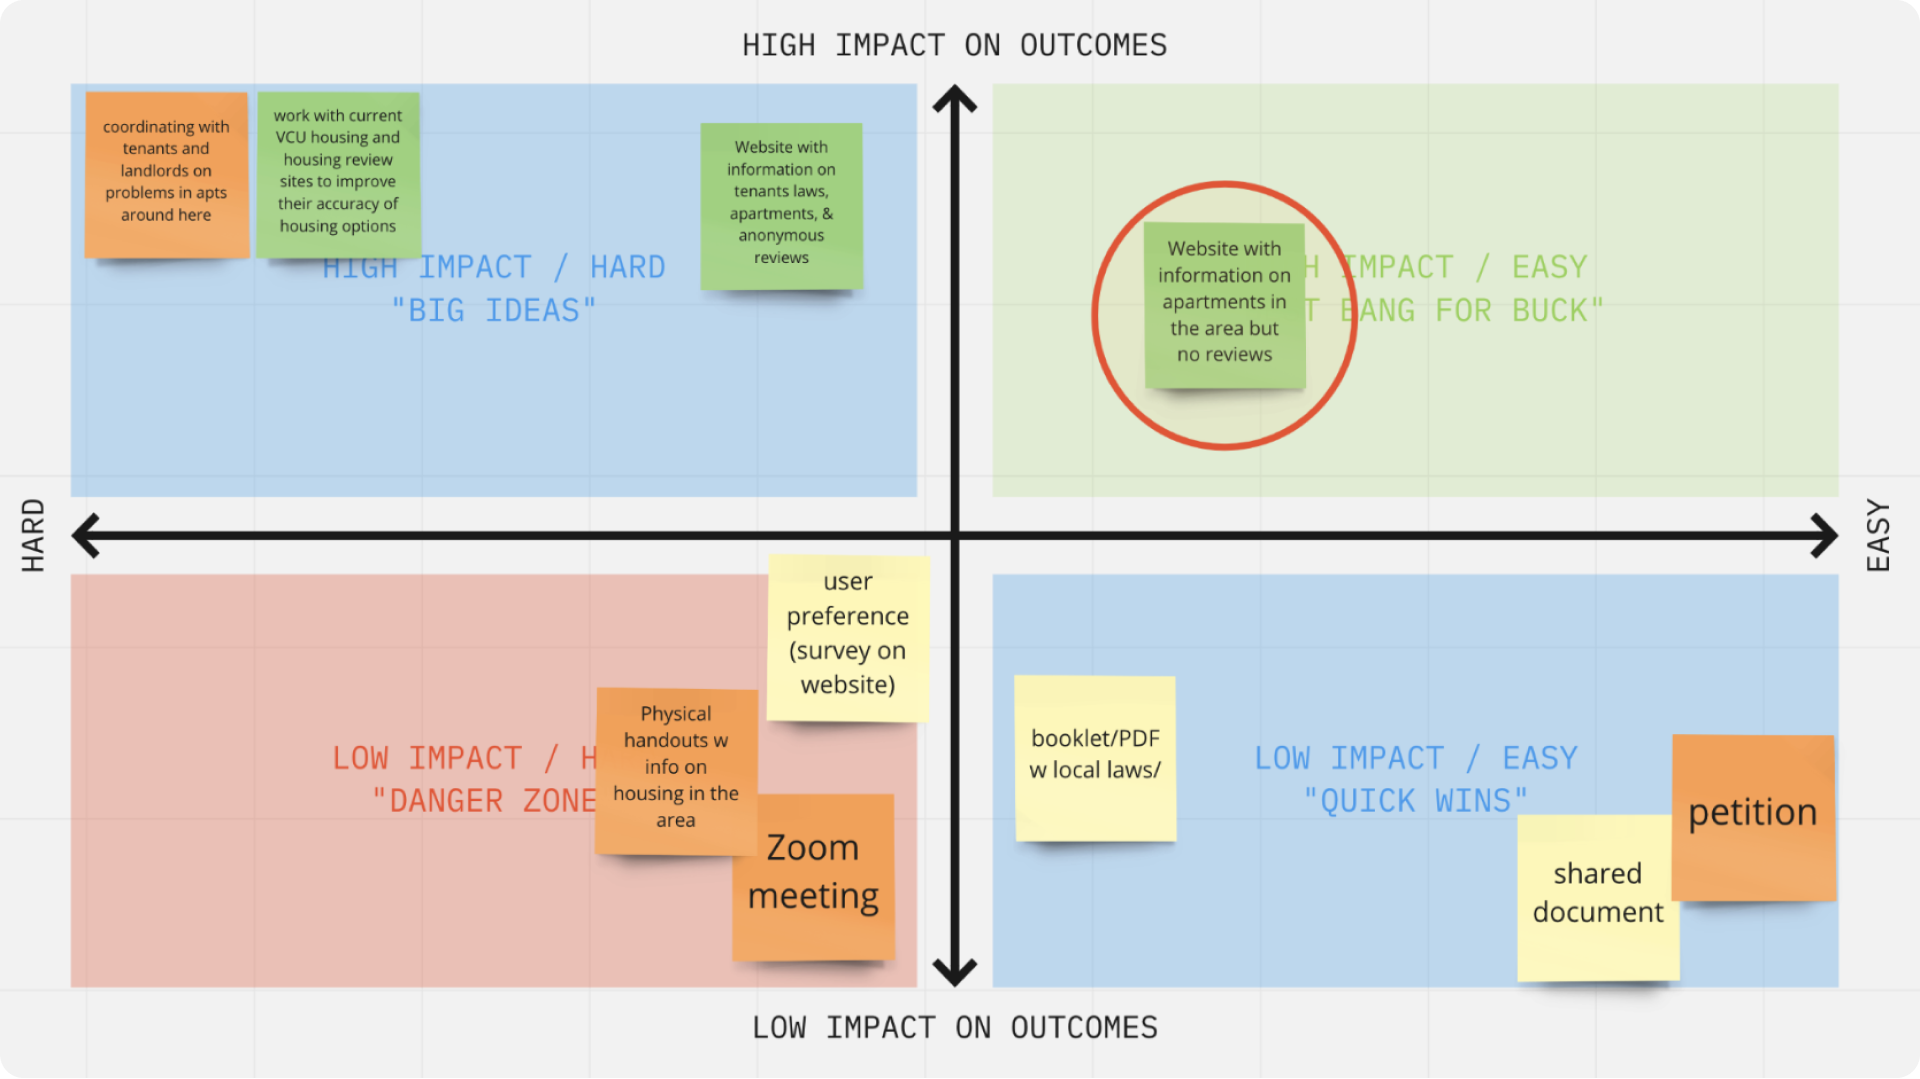 HIGH IMPACT ON OUTCOMES
coordinating with
tenants and
landlords on
problems in apts
around here
work with current
VCU housing and
housing review
sites to improve
their accuracy of
housing options
Website with
information on
tenants laws,
apartments, &
anonymous
reviews
HIGH IMPACT / HARD
"BIG IDEAS"
Website with
information on
apartments in
the area but
no reviews
IMPACT / EASY
BANG FOR BUCK"
HARD
EASY
user
preference
(survey on
website)
Physical
handouts w
info on
housing in the
area
LOW IMPACT / H
"DANGER ZONE
Zoom
meeting
booklet/PDF
w local laws/
LOW IMPACT / EASY
"QUICK WINS"
petition
shared
document
LOW IMPACT ON OUTCOMES